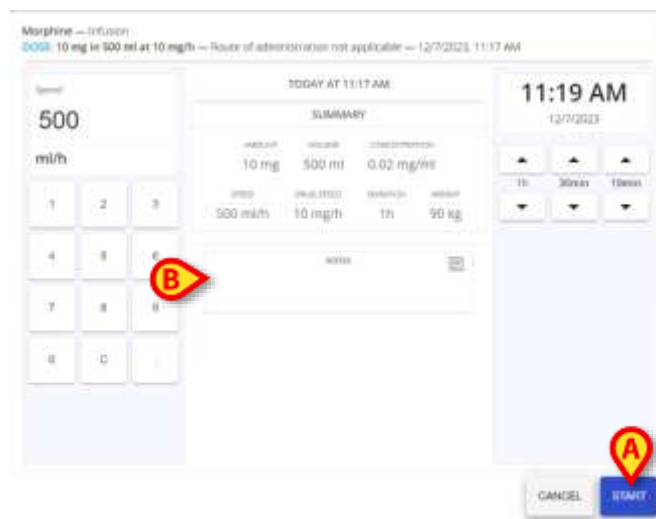 Morphine — Infusion
DOSE: 10 mg in 500 ml at 10 mg/h — Route of administration not applicable — 12/7/2023, 11:17 AM
Speed
500
ml/h
1 2 3
4 5 6
7 8 9
0 C .
TODAY AT 11:17 AM
SUMMARY
AMOUNT VOLUME CONCENTRATION
10 mg 500 ml 0.02 mg/ml
SPEED DRUG SPEED DURATION WEIGHT
500 ml/h 10 mg/h 1h 90 kg
NOTES
B
11:19 AM
12/7/2023
1h 30min 10min
A
CANCEL START